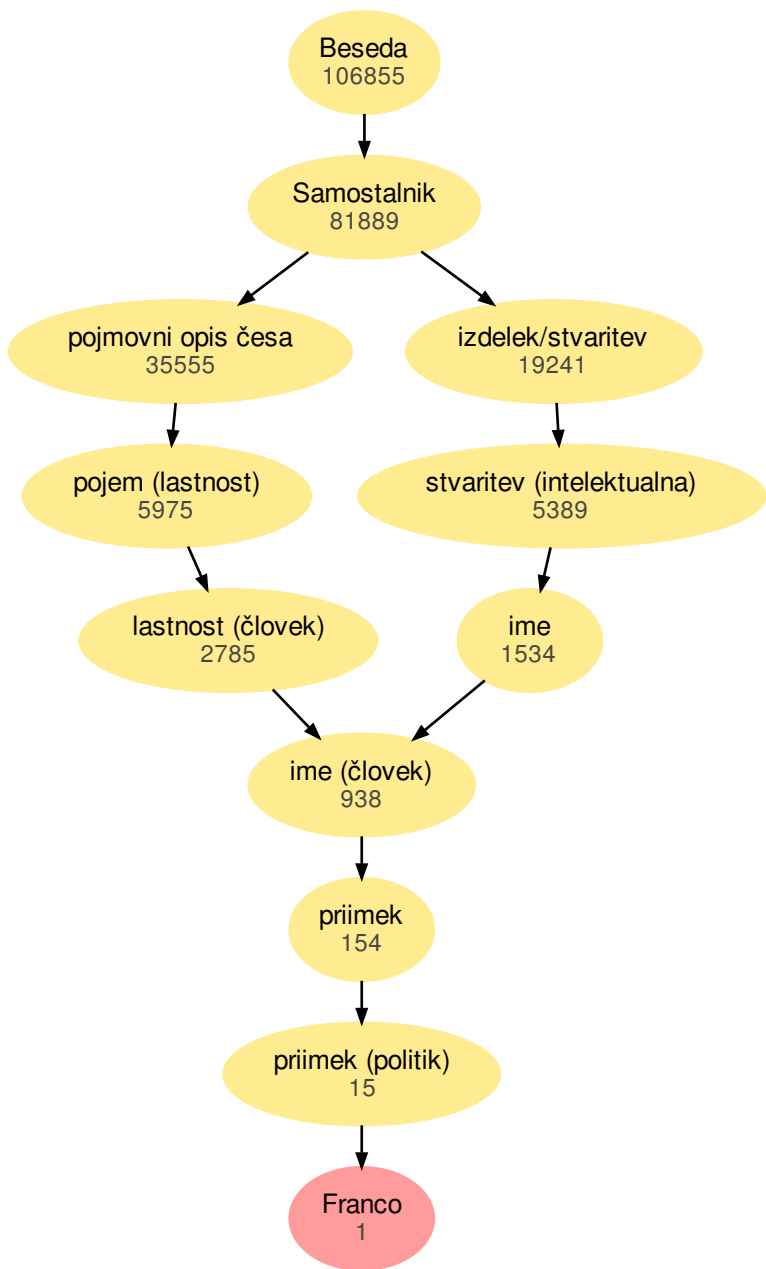 Beseda
106855
Samostalnik
81889
pojmovni opis česa
35555
izdelek/stvaritev
19241
pojem (lastnost)
5975
stvaritev (intelektualna)
5389
lastnost (človek)
2785
ime
1534
ime (človek)
938
priimek
154
priimek (politik)
15
Franco
1